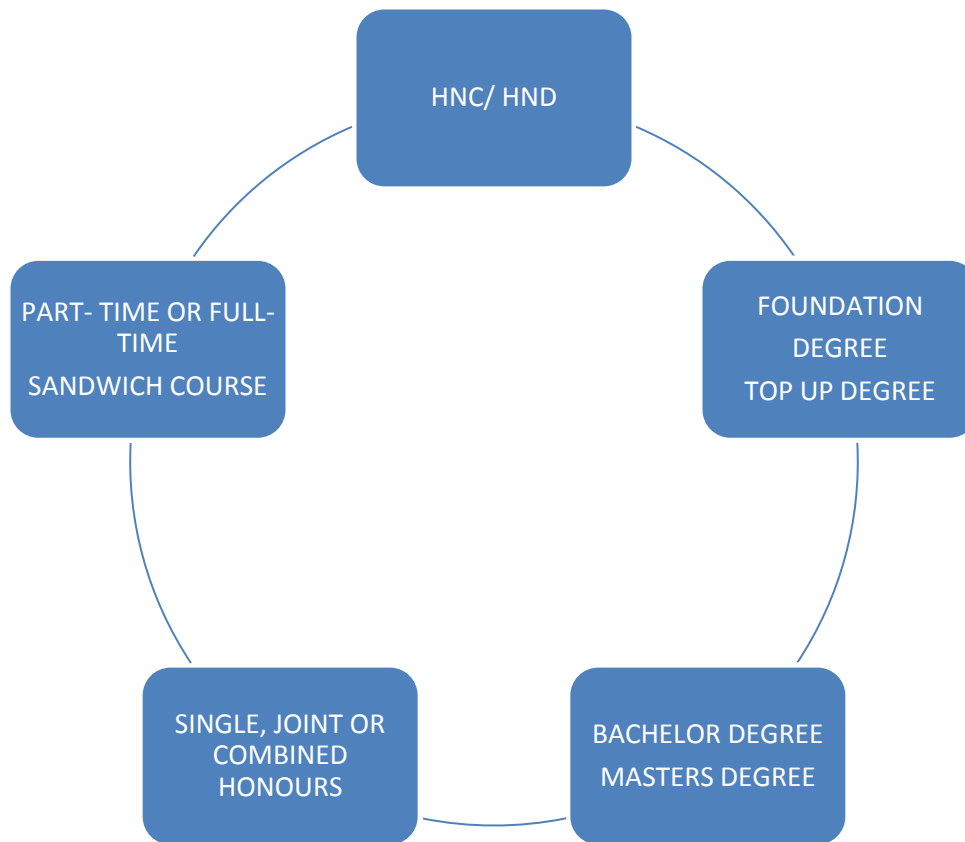 HNC/ HND
FOUNDATION
DEGREE
TOP UP DEGREE
BACHELOR DEGREE
MASTERS DEGREE
SINGLE, JOINT OR
COMBINED
HONOURS
PART- TIME OR FULL-
TIME
SANDWICH COURSE